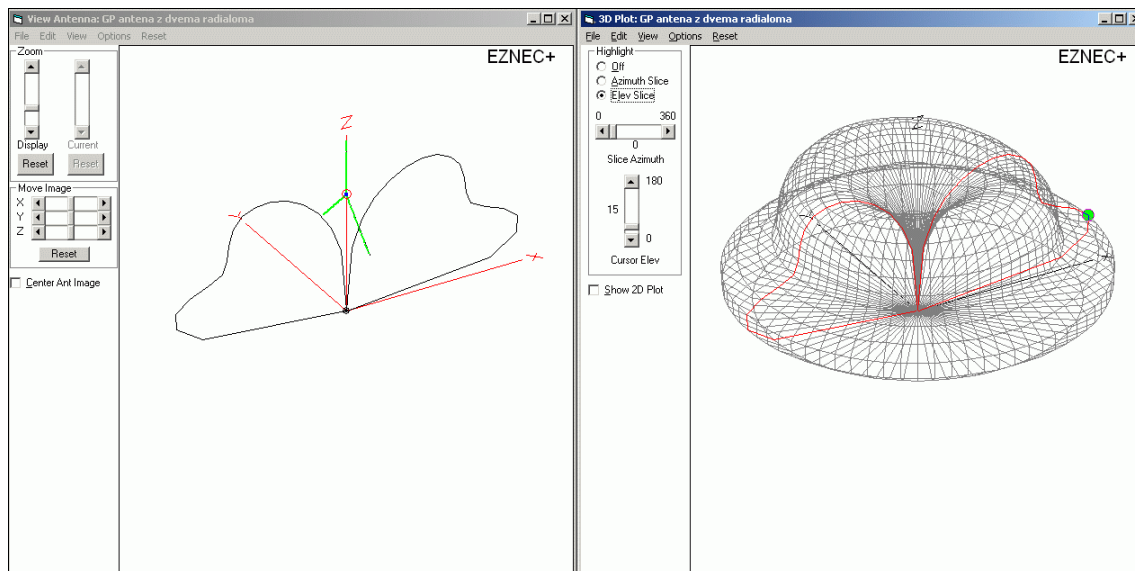 View Antenna: GP antena z dvema radialoma
File Edit View Options Reset
Zoom
Display Current
Reset Reset
Move Image
X
Y
Z
Reset
Center Ant Image
EZNEC+
Z
Y
X
3D Plot: GP antena z dvema radialoma
File Edit View Options Reset
Highlight
Off
Azimuth Slice
Elev Slice
0 360
0
Slice Azimuth
180
15
0
Cursor Elev
Show 2D Plot
EZNEC+
Z
Y
X